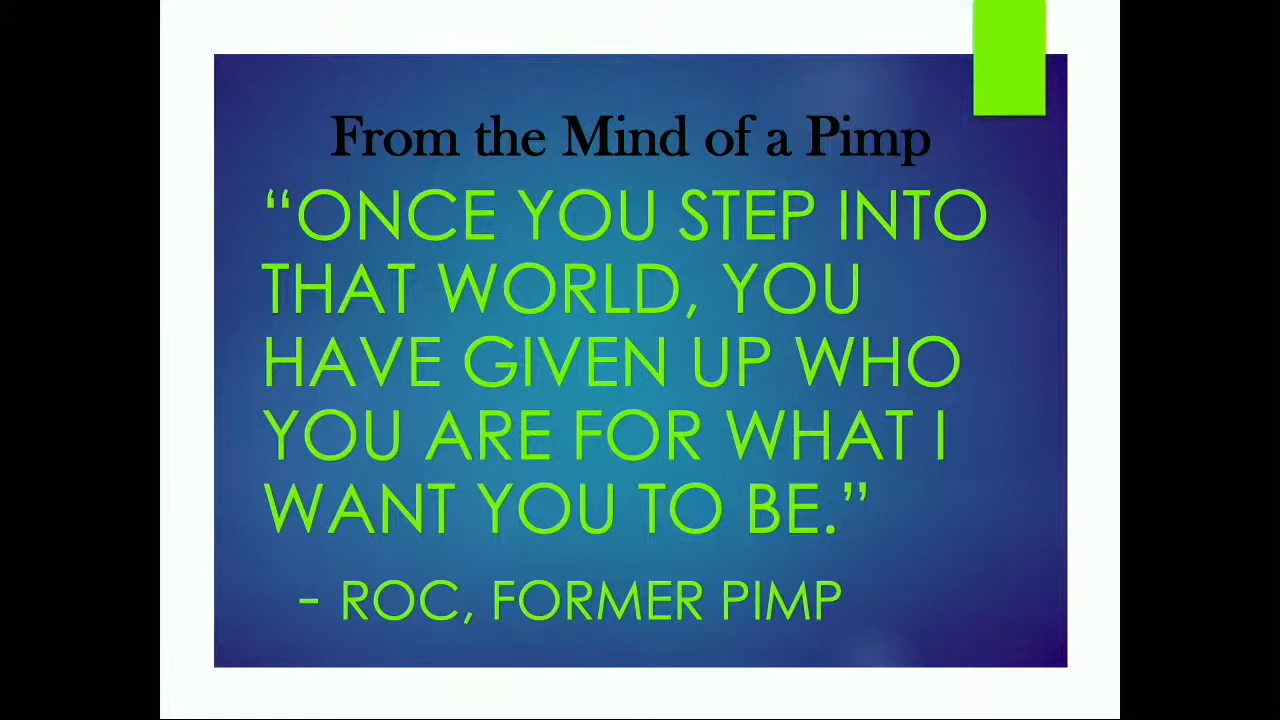 From the Mind of a Pimp
“ONCE YOU STEP INTO
THAT WORLD, YOU
HAVE GIVEN UP WHO
YOU ARE FOR WHAT I
WANT YOU TO BE.”
- ROC, FORMER PIMP